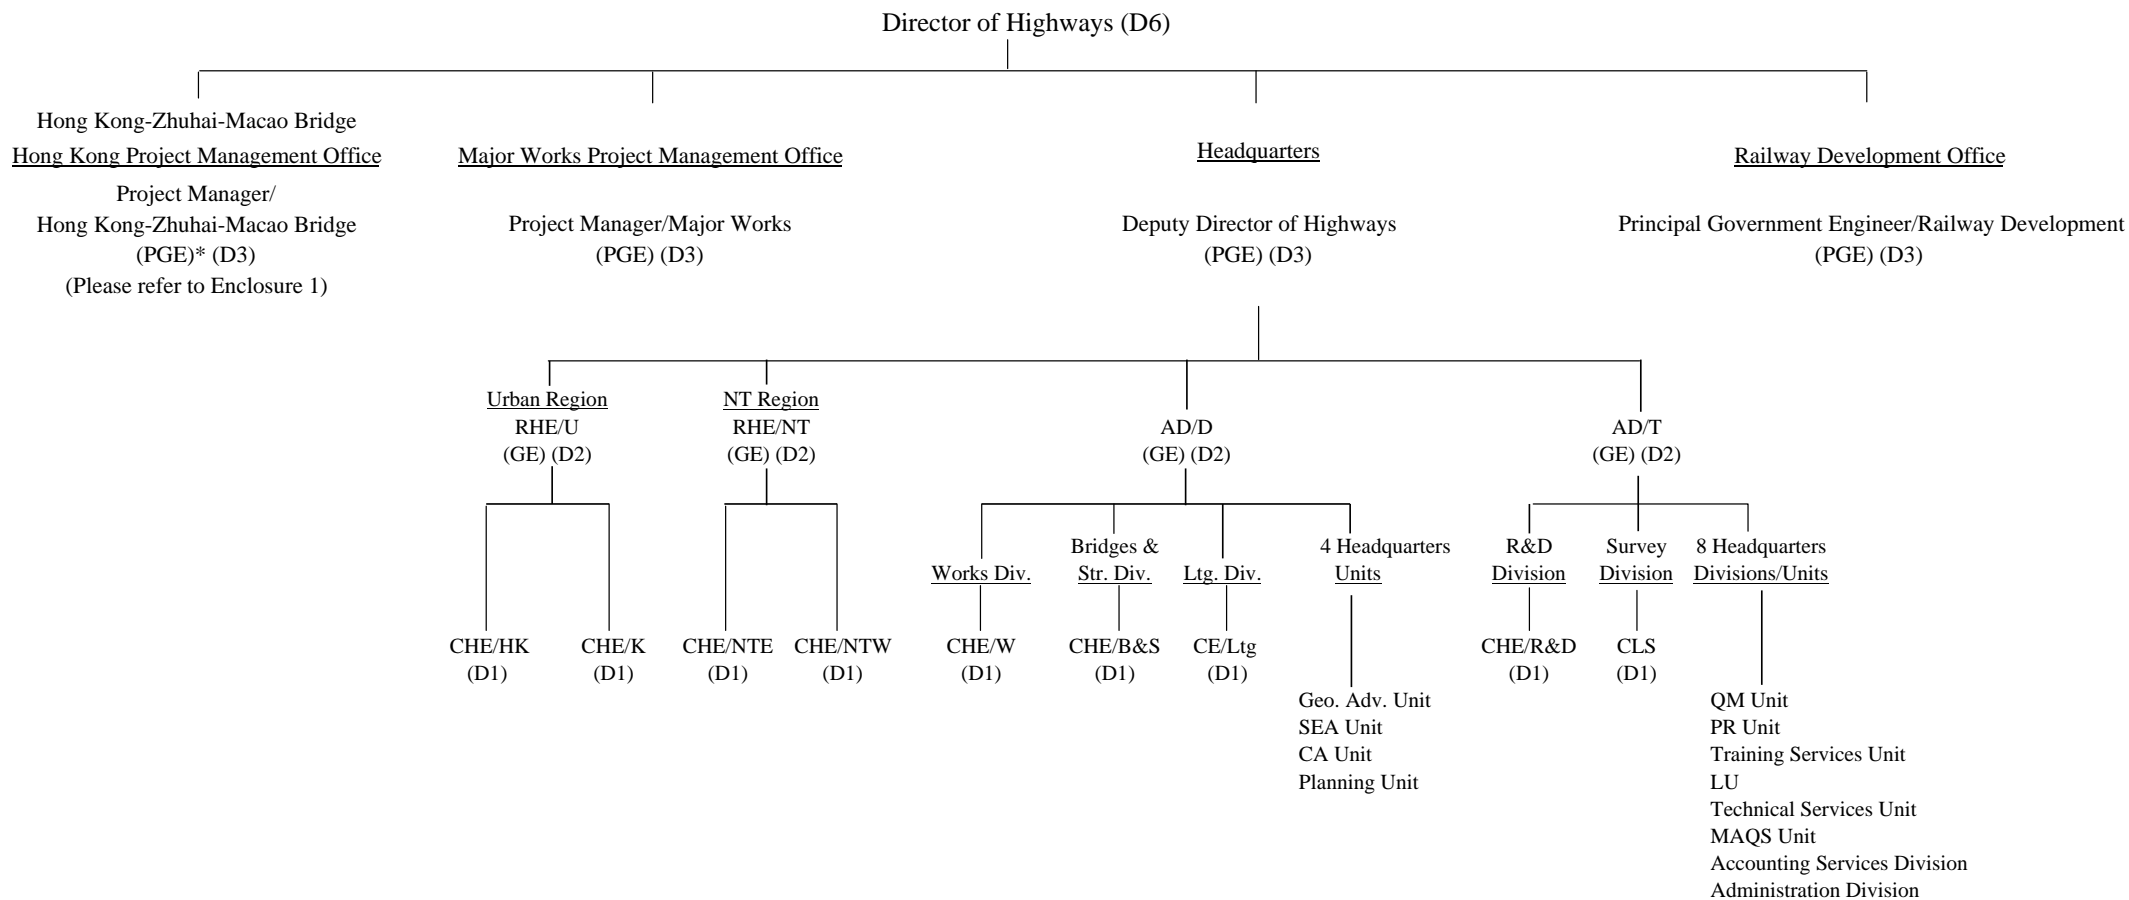 Director of Highways (D6)
Hong Kong-Zhuhai-Macao Bridge
Hong Kong Project Management Office
Project Manager/
Hong Kong-Zhuhai-Macao Bridge
(PGE)* (D3)
(Please refer to Enclosure 1)
Major Works Project Management Office
Project Manager/Major Works
(PGE) (D3)
Headquarters
Deputy Director of Highways
(PGE) (D3)
Railway Development Office
Principal Government Engineer/Railway Development
(PGE) (D3)
Urban Region
RHE/U
(GE) (D2)
NT Region
RHE/NT
(GE) (D2)
AD/D
(GE) (D2)
AD/T
(GE) (D2)
CHE/HK
(D1)
CHE/K
(D1)
CHE/NTE
(D1)
CHE/NTW
(D1)
Works Div.
CHE/W
(D1)
Bridges &
Str. Div.
CHE/B&S
(D1)
Ltg. Div.
CE/Ltg
(D1)
4 Headquarters
Units
Geo. Adv. Unit
SEA Unit
CA Unit
Planning Unit
R&D
Division
CHE/R&D
(D1)
Survey
Division
CLS
(D1)
8 Headquarters
Divisions/Units
QM Unit
PR Unit
Training Services Unit
LU
Technical Services Unit
MAQS Unit
Accounting Services Division
Administration Division